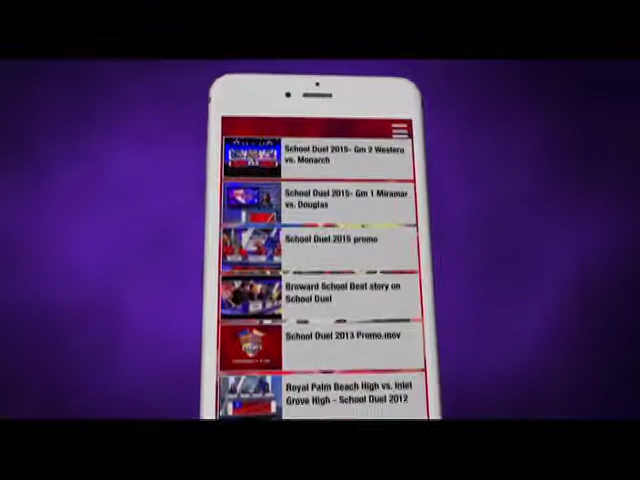 School Duel 2015- Gm 2 Western
vs. Monarch
School Duel 2015- Gm 1 Miramar
vs. Douglas
School Duel 2015 promo
Broward School Beat story on
School Duel
School Duel 2013 Promo.mov
Royal Palm Beach High vs. Inlet
Grove High - School Duel 2012